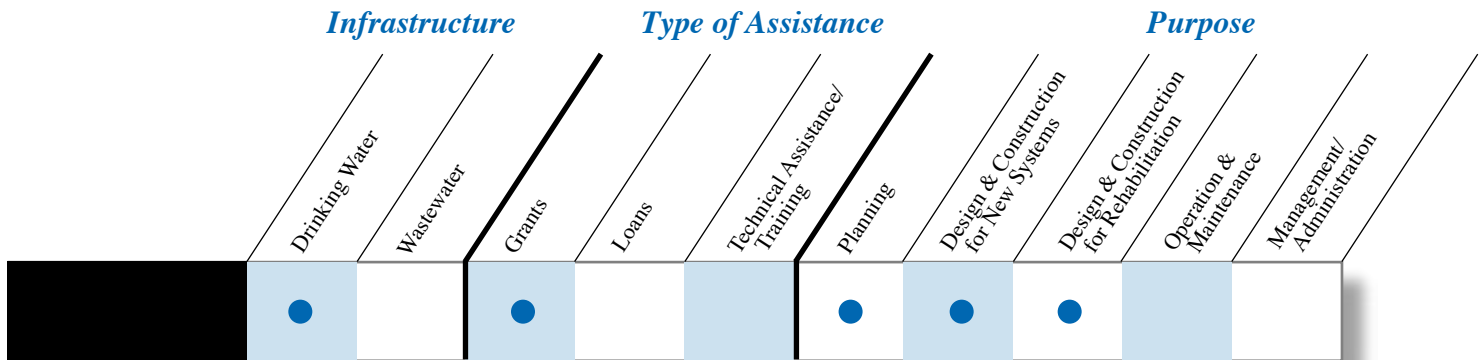 Infrastructure
Type of Assistance
Purpose
Drinking Water
Wastewater
Grants
Loans
Technical Assistance/
Training
Planning
Design & Construction
for New Systems
Design & Construction
for Rehabilitation
Operation &
Maintenance
Management/
Administration